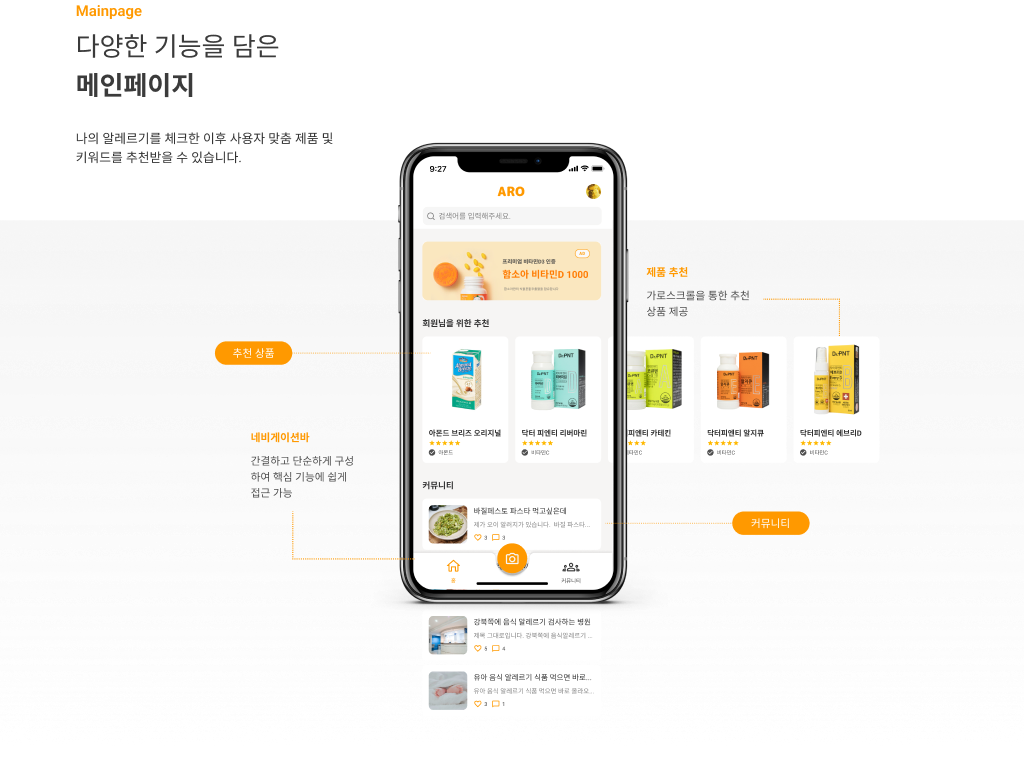 Mainpage
다양한 기능을 담은
메인페이지
나의 알레르기를 체크한 이후 사용자 맞춤 제품 및
키워드를 추천받을 수 있습니다.
9:27
ARO
검색어를 입력해주세요.
AD
프리미엄 비타민D3 인증
함소아 비타민D 1000
회원님을 위한 추천
추천 상품
제품 추천
가로스크롤을 통한 추천
상품 제공
Dr.PNT
Dr.PNT
Dr.PNT
Dr.PNT
아몬드 브리즈 오리지널
아몬드
닥터 피엔티 리버마린
비타민C
피엔티 카테킨
비타민C
닥터피엔티 알지큐
비타민C
닥터피엔티 에브리D
비타민C
네비게이션바
간결하고 단순하게 구성
하여 핵심 기능에 쉽게
접근 가능
커뮤니티
바질페스토 파스타 먹고싶은데
제가 모이 알러지가 있습니다. 바질 파스타...
3 3
커뮤니티
홈
커뮤니티
강북쪽에 음식 알레르기 검사하는 병원
제목 그대로입니다. 강북쪽에 음식알레르기 ...
5 4
유아 음식 알레르기 식품 먹으면 바로...
유아 음식 알레르기 식품 먹으면 바로 올라오...
2 1